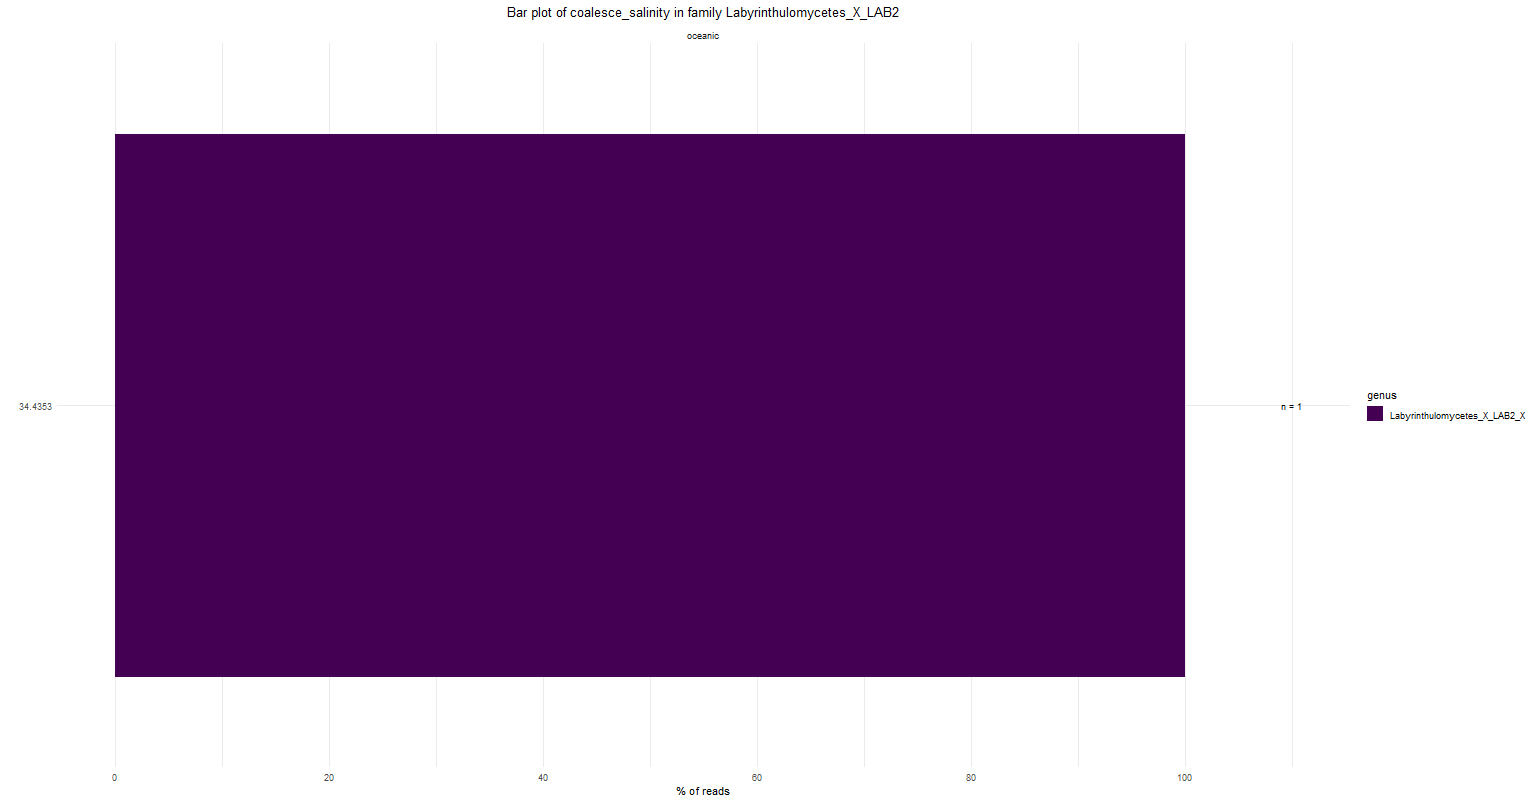 Bar plot of coalesce_salinity in family Labyrinthulomycetes_X_LAB2
oceanic
34.4353
n = 1
genus
Labyrinthulomycetes_X_LAB2_X
0 20 40 60 80 100
% of reads